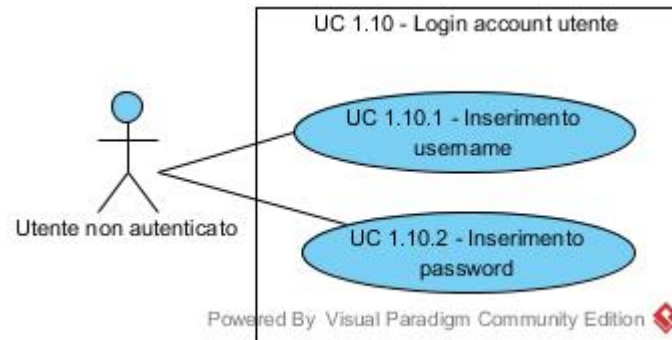 UC 1.10 - Login account utente
UC 1.10.1 - Inserimento
username
Utente non autenticato
UC 1.10.2 - Inserimento
password
Powered By Visual Paradigm Community Edition